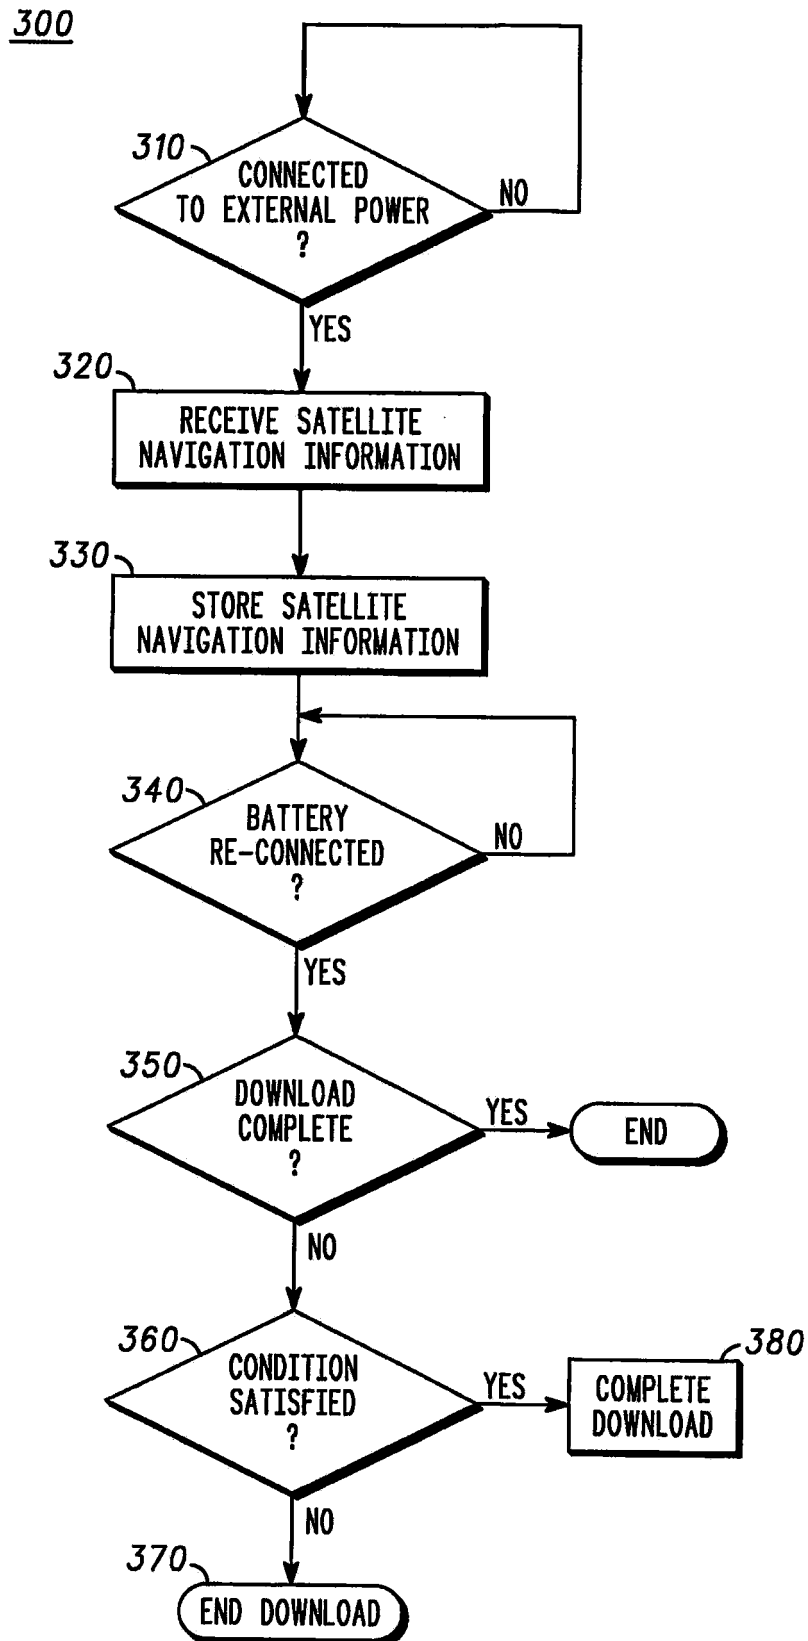 300
310
CONNECTED
TO EXTERNAL POWER
?
NO
YES
320
RECEIVE SATELLITE
NAVIGATION INFORMATION
330
STORE SATELLITE
NAVIGATION INFORMATION
340
BATTERY
RE-CONNECTED
?
NO
YES
350
DOWNLOAD
COMPLETE
?
YES
END
NO
360
CONDITION
SATISFIED
?
YES
380
COMPLETE
DOWNLOAD
NO
370
END DOWNLOAD